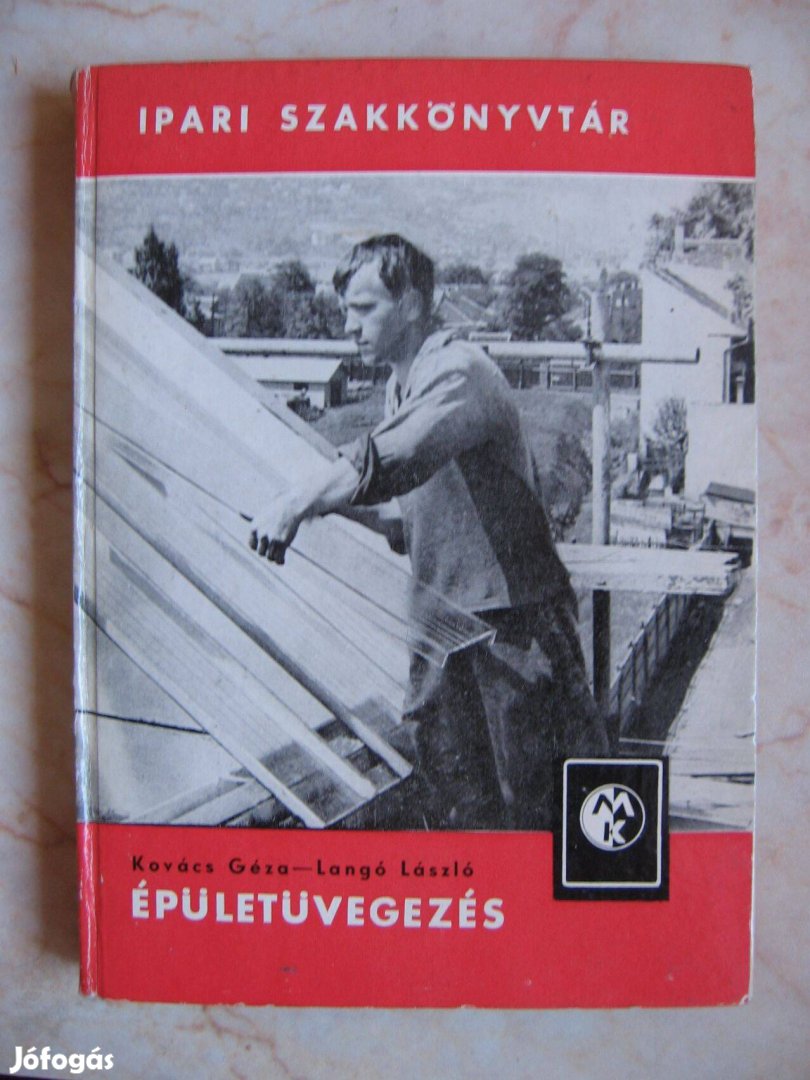 IPARI SZAKKÖNYVTÁR
MK
Kovács Géza—Langó László
ÉPÜLETÜVEGEZÉS
Jófogás